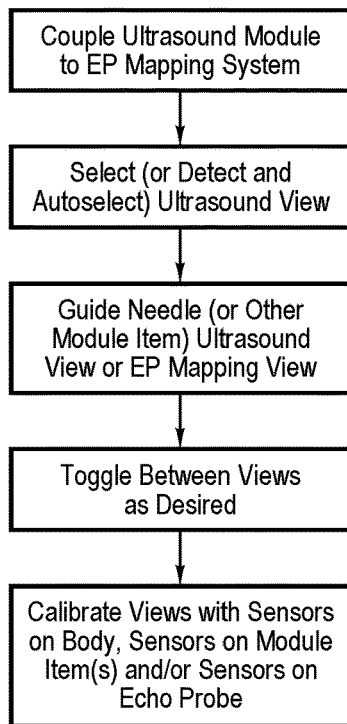 Couple Ultrasound Module
to EP Mapping System
Select (or Detect and
Autoselect) Ultrasound View
Guide Needle (or Other
Module Item) Ultrasound
View or EP Mapping View
Toggle Between Views
as Desired
Calibrate Views with Sensors
on Body, Sensors on Module
Item(s) and/or Sensors on
Echo Probe